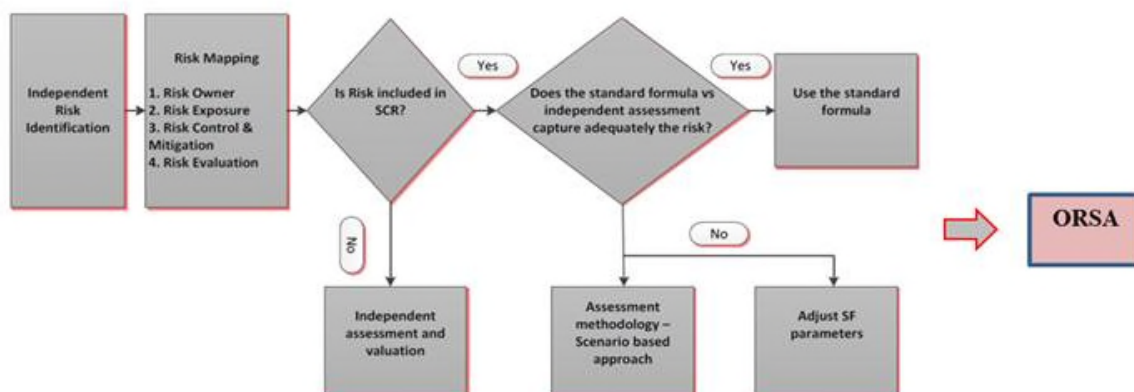 Independent
Risk
Identification
Risk Mapping
1. Risk Owner
2. Risk Exposure
3. Risk Control &
Mitigation
4. Risk Evaluation
Is Risk included in
SCR?
Yes
Does the standard formula vs
independent assessment
capture adequately the risk?
Yes
Use the standard
formula
ORSA
No
No
Independent
assessment and
valuation
Assessment
methodology –
Scenario based
approach
Adjust SF
parameters